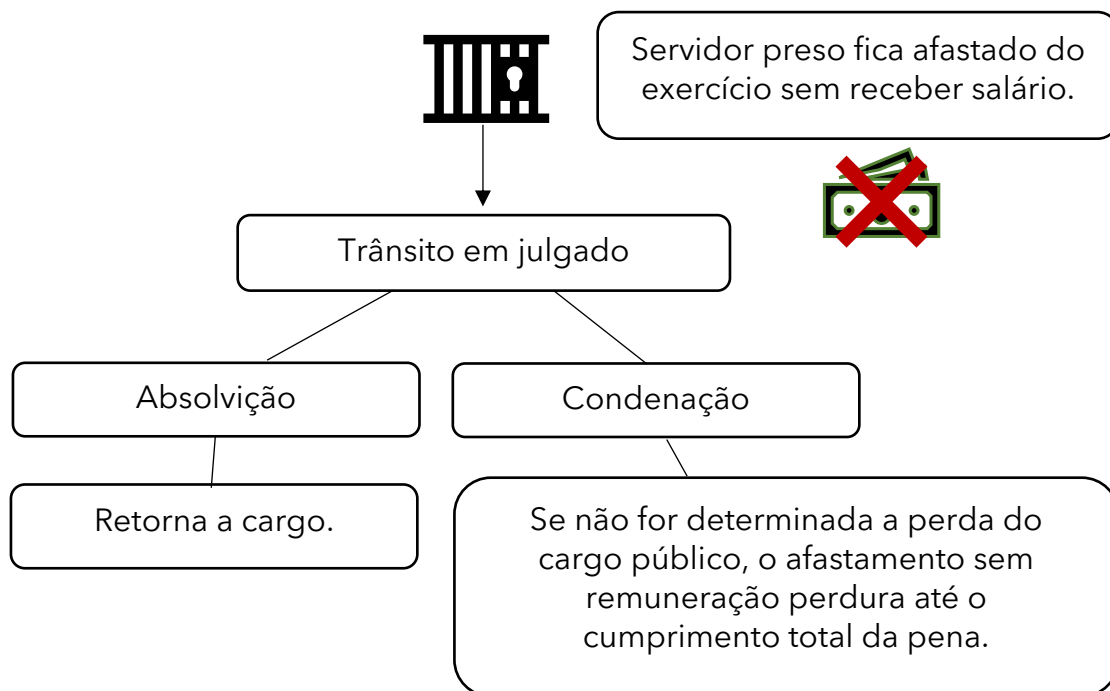 Servidor preso fica afastado do
exercício sem receber salário.
Trânsito em julgado
Absolvição
Condenação
Retorna a cargo.
Se não for determinada a perda do
cargo público, o afastamento sem
remuneração perdura até o
cumprimento total da pena.